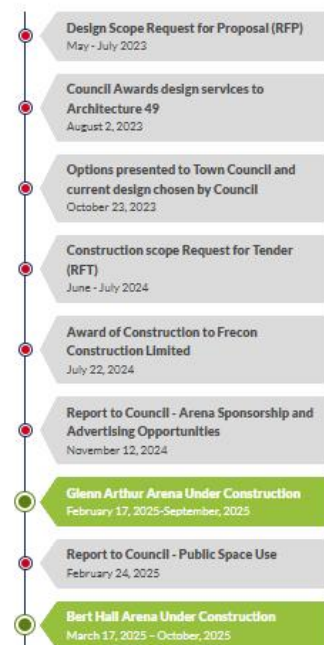 Design Scope Request for Proposal (RFP)
May - July 2023
Council Awards design services to
Architecture 49
August 2, 2023
Options presented to Town Council and
current design chosen by Council
October 23, 2023
Construction scope Request for Tender
(RFT)
June - July 2024
Award of Construction to Frecon
Construction Limited
July 22, 2024
Report to Council - Arena Sponsorship and
Advertising Opportunities
November 12, 2024
Glenn Arthur Arena Under Construction
February 17, 2025-September, 2025
Report to Council - Public Space Use
February 24, 2025
Bert Hall Arena Under Construction
March 17, 2025 – October, 2025